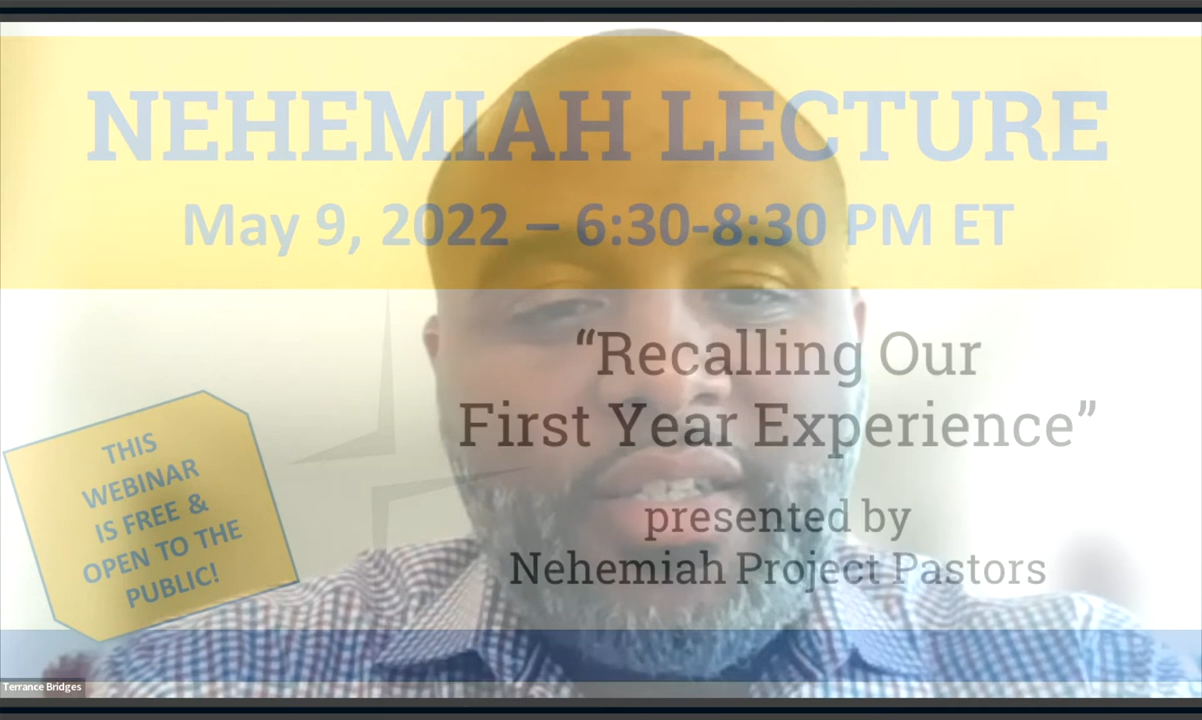 NEHEMIAH LECTURE
May 9, 2022 – 6:30-8:30 PM ET
“Recalling Our
First Year Experience”
presented by
Nehemiah Project Pastors
THIS
WEBINAR
IS FREE &
OPEN TO THE
PUBLIC!
Terrance Bridges